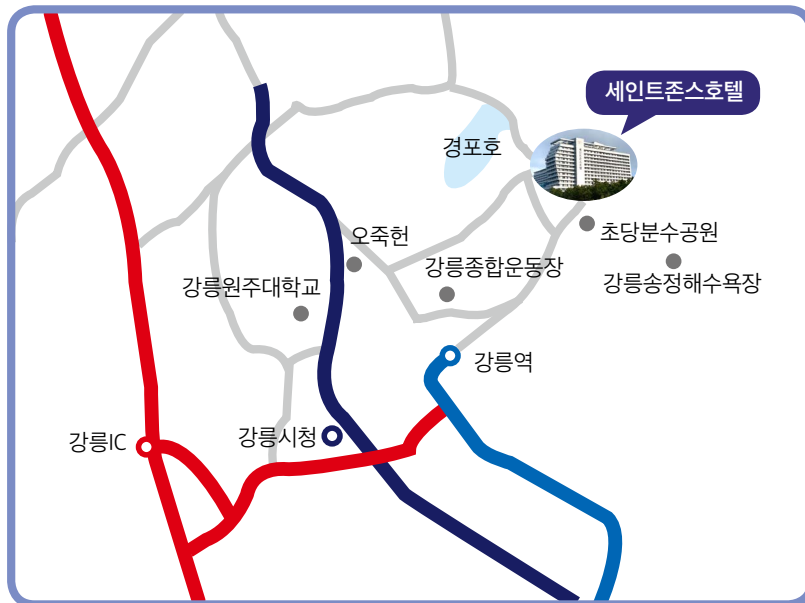 세인트존스호텔
경포호
초당분수공원
오죽헌
강릉종합운동장
강릉송정해수욕장
강릉원주대학교
강릉역
강릉시청
강릉IC